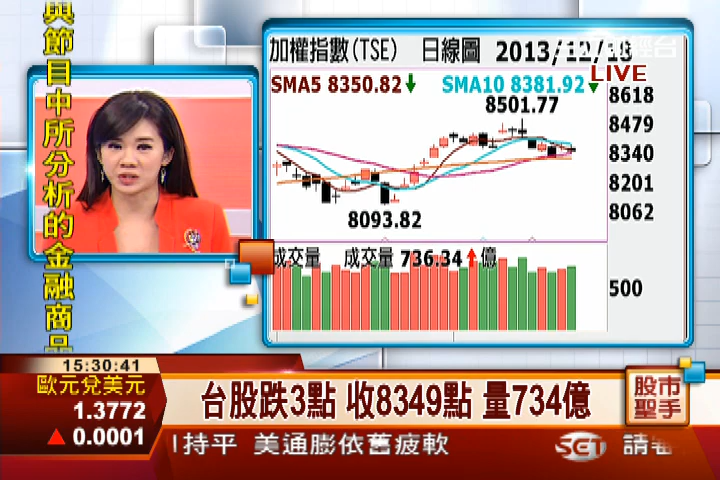 與節目中所分析的金融商品
加權指數(TSE) 日線圖 2013/12/18
LIVE
SMA5 8350.82 SMA10 8381.92
8501.77
8093.82
8618
8479
8340
8201
8062
成交量 成交量 736.34 億
500
15:30:41
歐元兌美元
1.3772
0.0001
台股跌3點 收8349點 量734億
股市
聖手
持平 美通膨依舊疲軟
SET
請